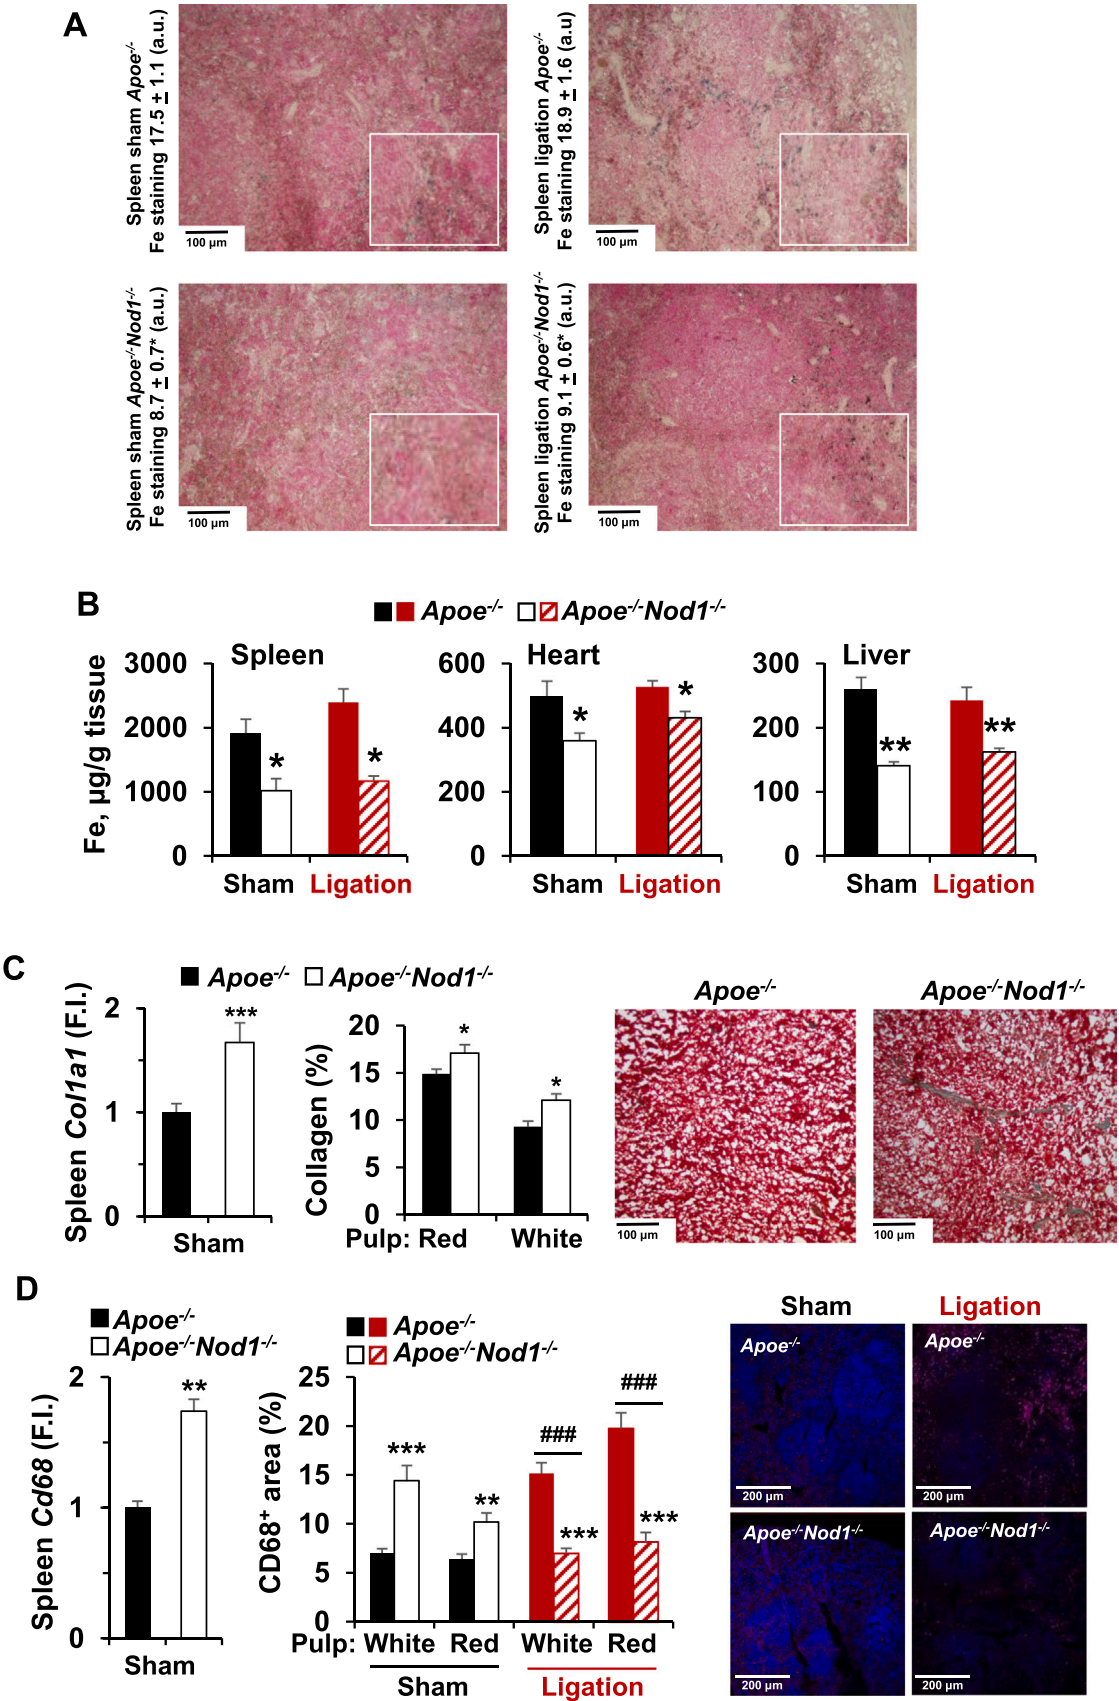 A
Spleen sham Apoe-/-
Fe staining 17.5 ± 1.1 (a.u.)
100 µm
Spleen ligation Apoe-/-
Fe staining 18.9 ± 1.6 (a.u)
100 µm
Spleen sham Apoe-/-Nod1-/-
Fe staining 8.7 ± 0.7* (a.u.)
100 µm
Spleen ligation Apoe-/-Nod1-/-
Fe staining 9.1 ± 0.6* (a.u.)
100 µm
B
Apoe-/- Apoe-/-Nod1-/-
Fe, µg/g tissue
Spleen
3000
2000
1000
0
* *
Sham Ligation
Heart
600
400
200
0
* *
Sham Ligation
Liver
300
200
100
0
** **
Sham Ligation
C
Apoe-/- Apoe-/-Nod1-/-
Spleen Col1a1 (F.I.)
2
1
0
***
Sham
Collagen (%)
20
15
10
5
0
* *
Pulp: Red White
Apoe-/-
100 µm
Apoe-/-Nod1-/-
100 µm
D
Apoe-/-
Apoe-/-Nod1-/-
Spleen Cd68 (F.I.)
2
1
0
**
Sham
Apoe-/-
Apoe-/-Nod1-/-
CD68+ area (%)
25
20
15
10
5
0
*** ** ### *** ### ***
Pulp: White Red White Red
Sham Ligation
Sham Ligation
Apoe-/-
200 µm
Apoe-/-
200 µm
Apoe-/-Nod1-/-
200 µm
Apoe-/-Nod1-/-
200 µm